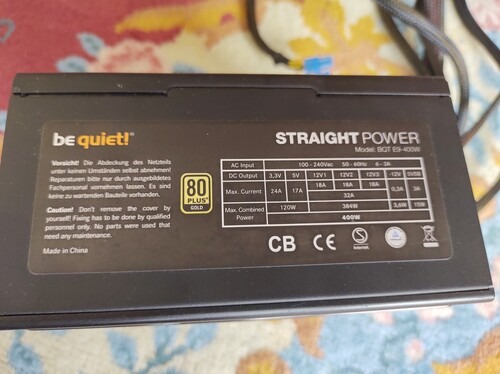 be quiet!®
STRAIGHT POWER
Model: BQT E9-400W
Vorsicht! Die Abdeckung des Netzteils
unter keinen Umständen selbst abnehmen!
Reparaturen bitte nur durch ausgebildetes
Fachpersonal vornehmen lassen. Es sind
keine zu wartenden Bauteile vorhanden.
Caution! Don't remove the cover by
yourself! Fixing has to be done by qualified
personnel only. No parts were used that
need any maintenance.
Made in China
80
PLUS®
GOLD
AC Input 100 - 240Vac 50 - 60Hz 6 - 3A
DC Output 3,3V 5V 12V1 12V2 12V3 -12V 5VSB
Max. Current 24A 17A 18A 18A 18A 0,3A 3A
32A
Max. Combined Power 120W 384W 3,6W 15W
400W
CB CE